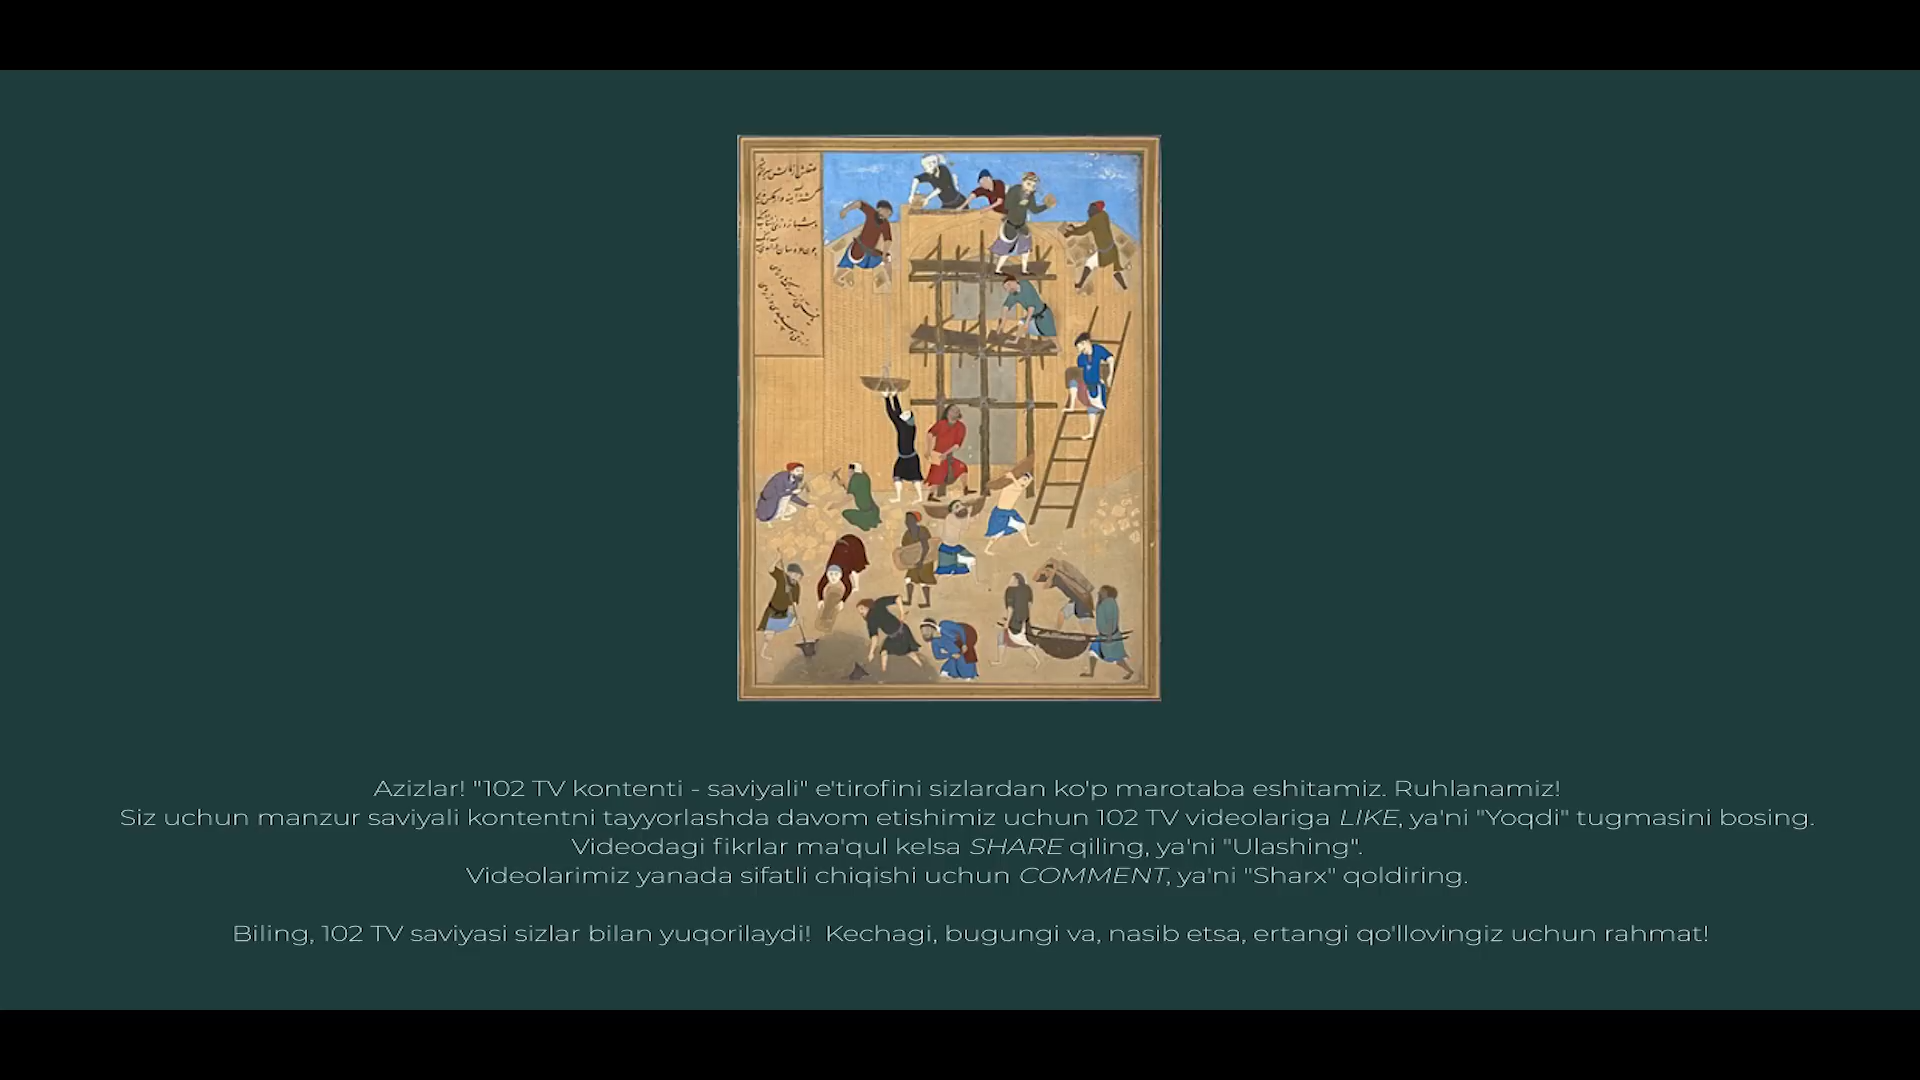 Azizlar! "102 TV kontenti - saviyali" e'tirofini sizlardan ko'p marotaba eshitamiz. Ruhlanamiz!
Siz uchun manzur saviyali kontentni tayyorlashda davom etishimiz uchun 102 TV videolariga LIKE, ya'ni "Yoqdi" tugmasini bosing.
Videodagi fikrlar ma'qul kelsa SHARE qiling, ya'ni "Ulashing".
Videolarimiz yanada sifatli chiqishi uchun COMMENT, ya'ni "Sharx" qoldiring.
Biling, 102 TV saviyasi sizlar bilan yuqorilaydi! Kechagi, bugungi va, nasib etsa, ertangi qo'llovingiz uchun rahmat!